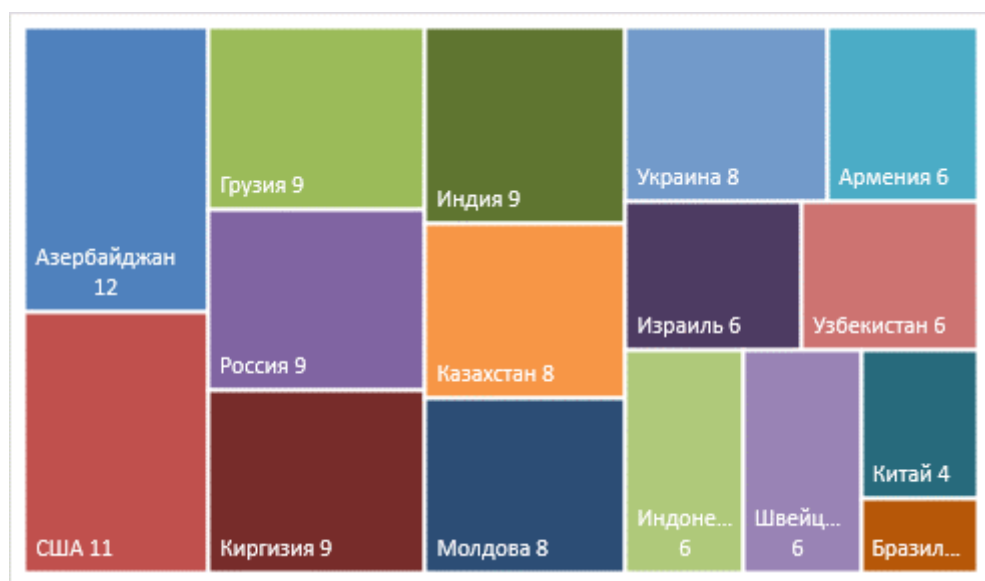 Азербайджан
12
США 11
Грузия 9
Россия 9
Киргизия 9
Индия 9
Казахстан 8
Молдова 8
Украина 8
Армения 6
Израиль 6
Узбекистан 6
Индоне...
6
Швейц...
6
Китай 4
Бразил...